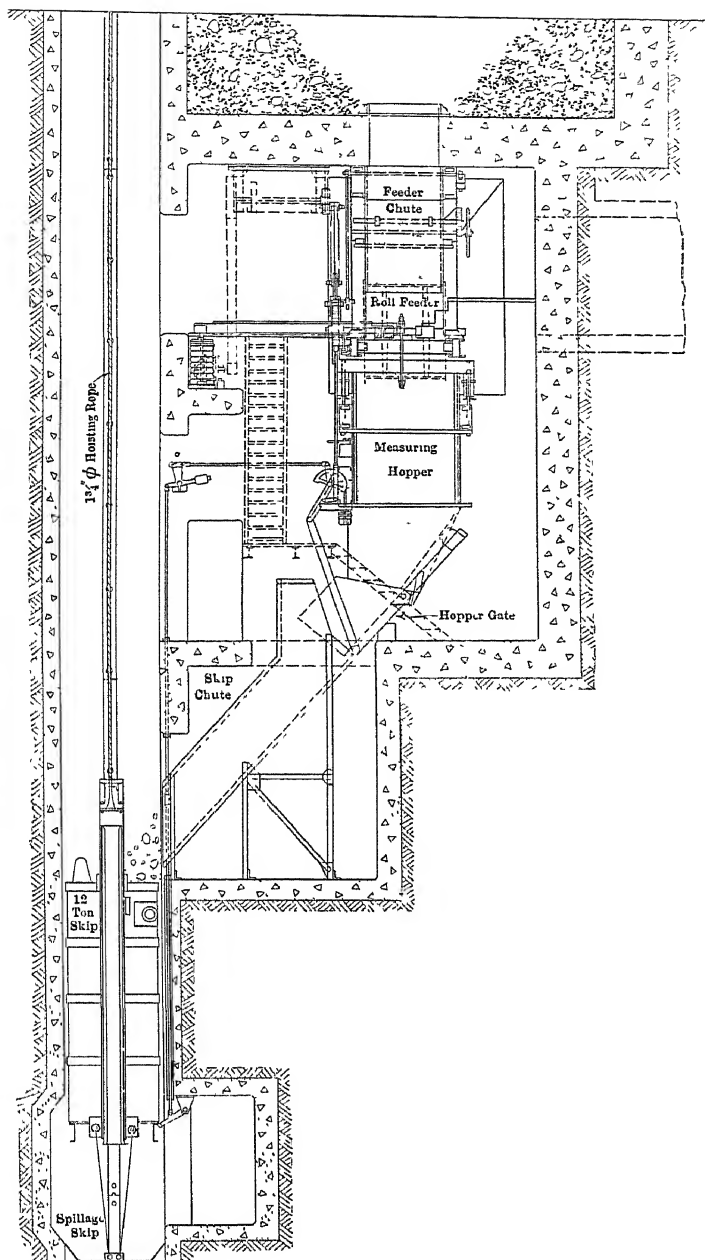 Feeder
Chute
Roll Feeder
1¾" ϕ Hoisting Rope
Measuring
Hopper
Hopper Gate
Skip
Chute
12
Ton
Skip
Spillage
Skip